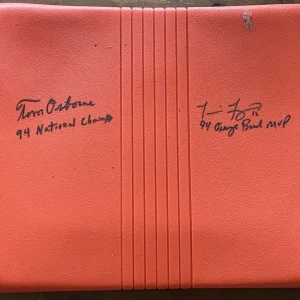 Tom Osborne
94 National Champs
94 Orange Bowl MVP